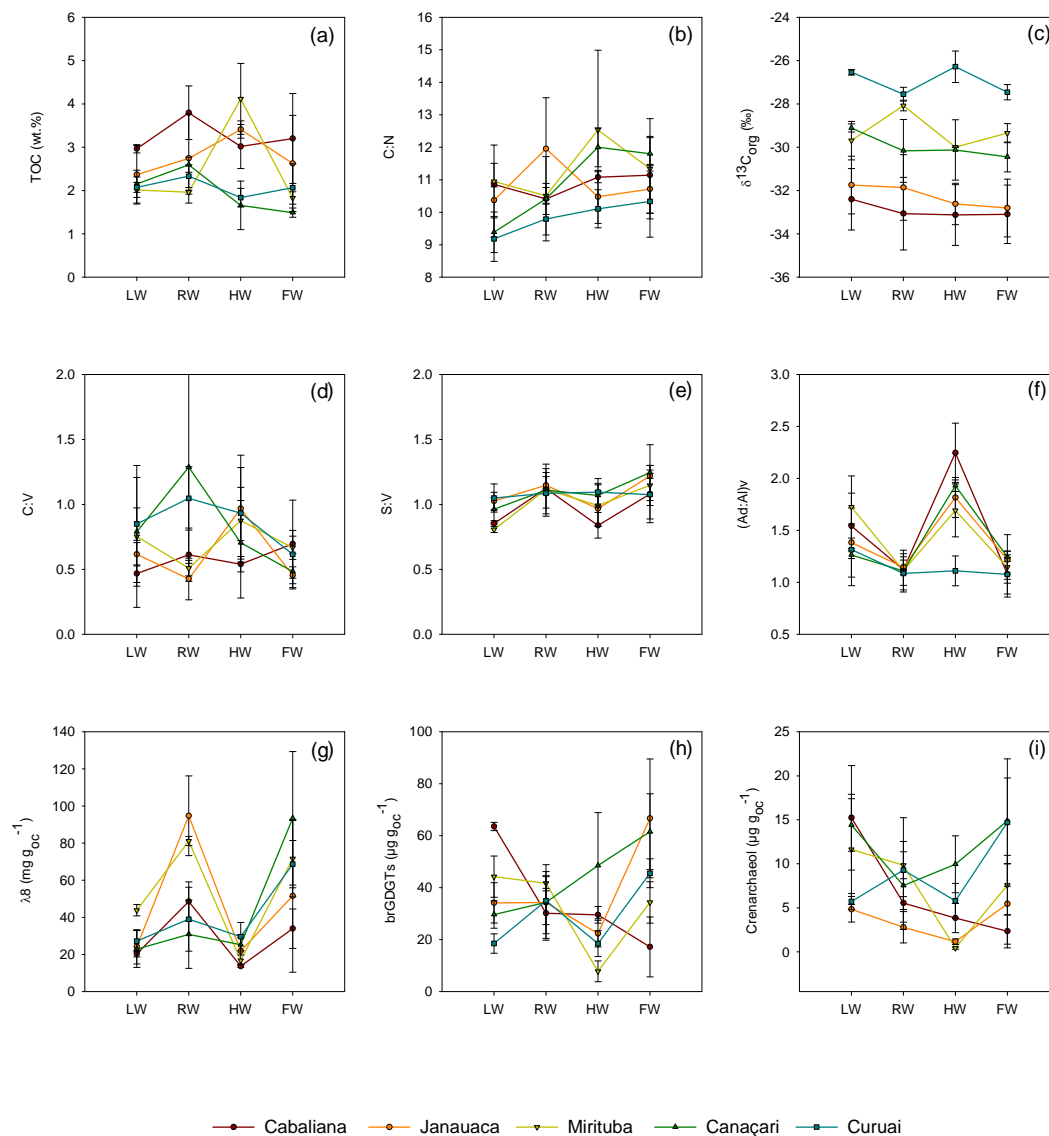 (a)
TOC (wt.%)
6
5
4
3
2
1
0
LW RW HW FW
(b)
C:N
16
15
14
13
12
11
10
9
8
LW RW HW FW
(c)
δ¹³C_org (‰)
-24
-26
-28
-30
-32
-34
-36
LW RW HW FW
(d)
C:V
2.0
1.5
1.0
0.5
0.0
LW RW HW FW
(e)
S:V
2.0
1.5
1.0
0.5
0.0
LW RW HW FW
(f)
(Ad:Al)v
3.0
2.5
2.0
1.5
1.0
0.5
LW RW HW FW
(g)
λ8 (mg g_oc⁻¹)
140
120
100
80
60
40
20
0
LW RW HW FW
(h)
brGDGTs (μg g_oc⁻¹)
100
80
60
40
20
0
LW RW HW FW
(i)
Crenarchaeol (μg g_oc⁻¹)
25
20
15
10
5
0
LW RW HW FW
Cabaliana Janauaca Mirituba Canaçari Curuai